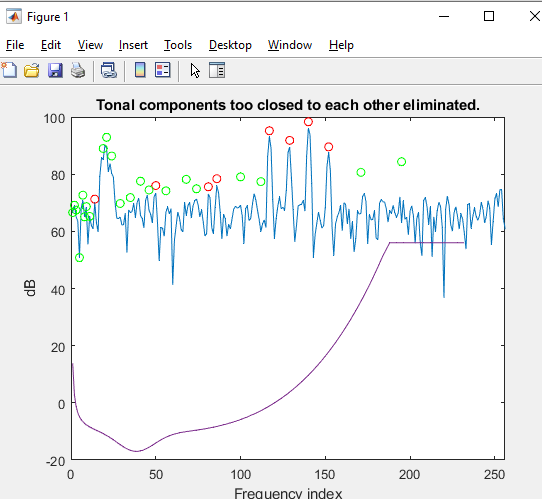 Figure 1
File Edit View Insert Tools Desktop Window Help
Tonal components too closed to each other eliminated.
100
80
60
40
20
0
-20
dB
0 50 100 150 200 250
Frequency index